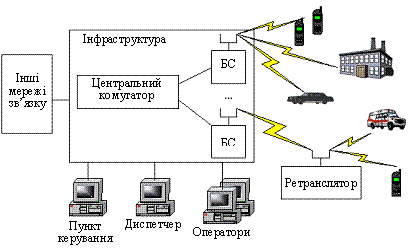 Інфраструктура
БС
Інші
мережі
зв'язку
Центральний
комутатор
...
БС
Ретранслятор
Пункт
керування
Диспетчер
Оператори